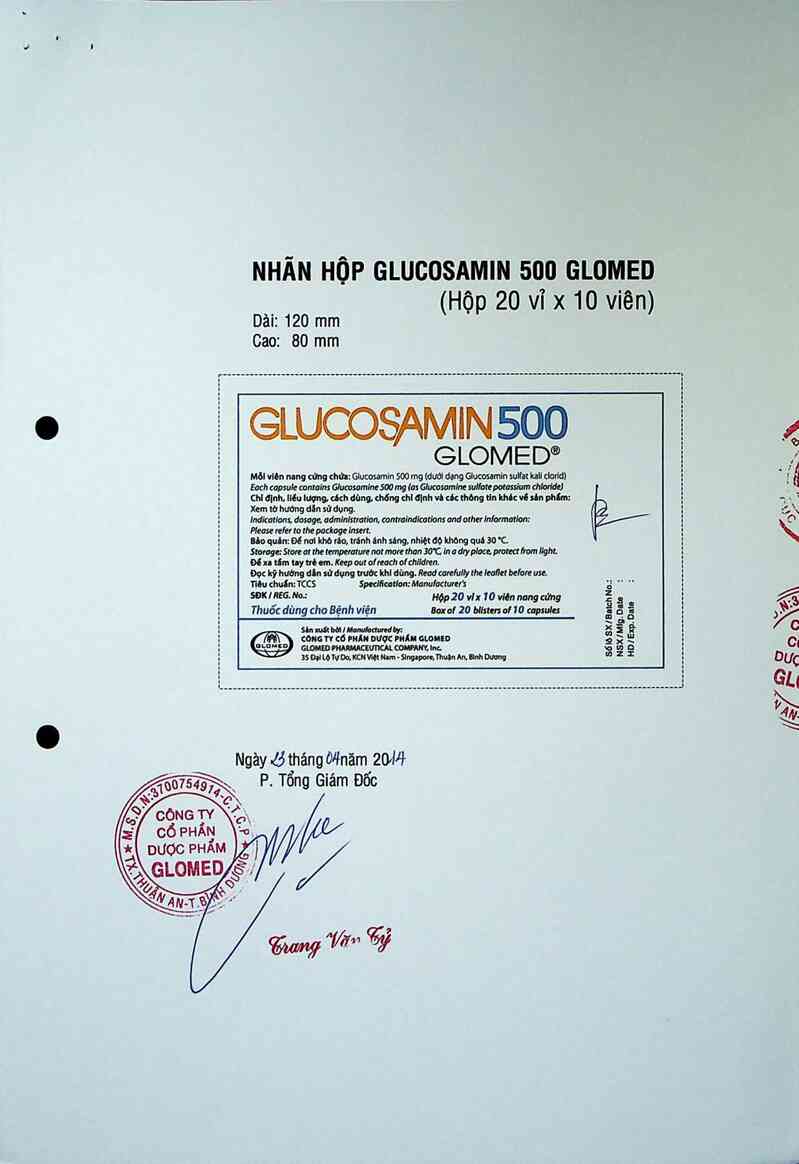 NHÃN HỘP GLUCOSAMIN 500 GLOMED
(Hộp 20 vỉ x 10 viên)
Dài: 120 mm
Cao: 80 mm
GLUCOSAMIN 500
GLOMED®
Mỗi viên nang cứng chứa: Glucosamin 500 mg (dưới dạng Glucosamin sulfat kali clorid)
Each capsule contains Glucosamine 500 mg (as Glucosamine sulfate potassium chloride)
Chỉ định, liều lượng, cách dùng, chống chỉ định và các thông tin khác về sản phẩm:
Xem tờ hướng dẫn sử dụng.
Indications, dosage, administration, contraindications and other information:
Please refer to the package insert.
Bảo quản: Để nơi khô ráo, tránh ánh sáng, nhiệt độ không quá 30 °C.
Storage: Store at the temperature not more than 30°C, in a dry place, protect from light.
Để xa tầm tay trẻ em. Keep out of reach of children.
Đọc kỹ hướng dẫn sử dụng trước khi dùng. Read carefully the leaflet before use.
Tiêu chuẩn: TCCS Specification: Manufacturer's
SĐK / REG. No.: Hộp 20 vỉ x 10 viên nang cứng
Thuốc dùng cho Bệnh viện Box of 20 blisters of 10 capsules
Số lô SX / Batch No. :
NSX / Mfg. Date :
HD / Exp. Date :
GLOMED
Sản xuất bởi / Manufactured by:
CÔNG TY CỔ PHẦN DƯỢC PHẨM GLOMED
GLOMED PHARMACEUTICAL COMPANY, Inc.
35 Đại Lộ Tự Do, KCN Việt Nam - Singapore, Thuận An, Bình Dương
Ngày 23 tháng 04 năm 2014
P. Tổng Giám Đốc
M.S.D.N:3700754914-C.T.C.P
CÔNG TY
CỔ PHẦN
DƯỢC PHẨM
GLOMED
TX.THUẬN AN-T.BÌNH DƯƠNG
Trang Văn Tý